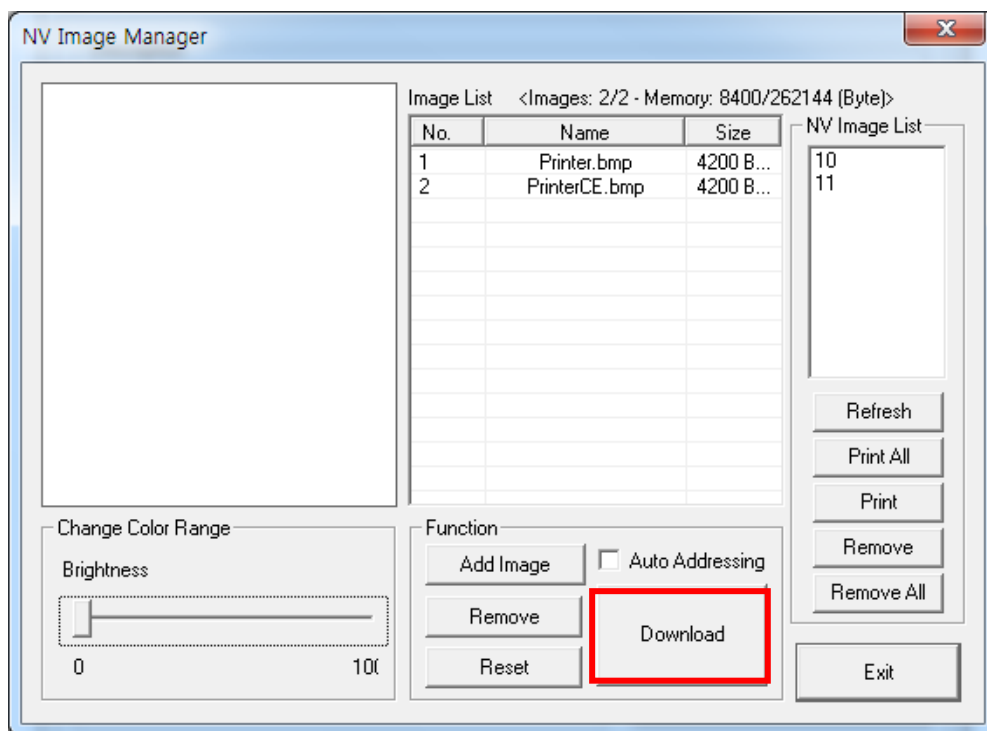 NV Image Manager
Image List <Images: 2/2 - Memory: 8400/262144 (Byte)>
No. Name Size
1 Printer.bmp 4200 B...
2 PrinterCE.bmp 4200 B...
NV Image List
10
11
Refresh
Print All
Print
Remove
Remove All
Change Color Range
Brightness
0 10(
Function
Add Image
Auto Addressing
Remove
Download
Reset
Exit